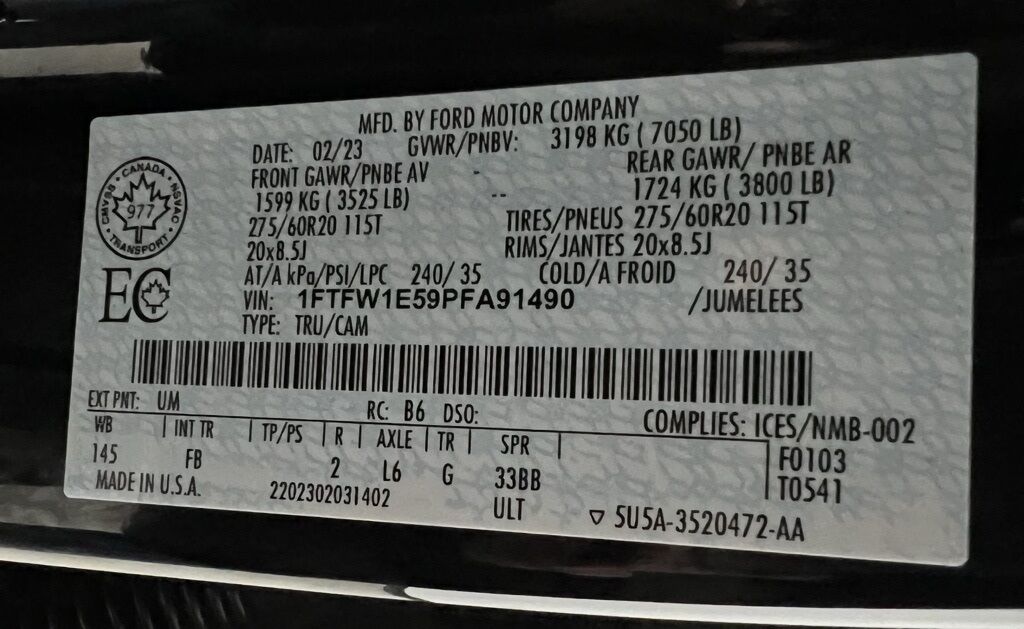 MFD. BY FORD MOTOR COMPANY
DATE: 02/23 GVWR/PNBV: 3198 KG ( 7050 LB)
FRONT GAWR/PNBE AV REAR GAWR/ PNBE AR
1599 KG ( 3525 LB) -- 1724 KG ( 3800 LB)
275/60R20 115T TIRES/PNEUS 275/60R20 115T
20x8.5J RIMS/JANTES 20x8.5J
AT/A kPa/PSI/LPC 240/ 35 COLD/A FROID 240/ 35
VIN: 1FTFW1E59PFA91490 /JUMELEES
TYPE: TRU/CAM
CANADA
CMVSS NSVAC
977
TRANSPORT
EC
EXT PNT: UM RC: B6 DSO: COMPLIES: ICES/NMB-002
WB INT TR TP/PS R AXLE TR SPR F0103
145 FB 2 L6 G 33BB T0541
MADE IN U.S.A. 2202302031402 ULT ▽ 5U5A-3520472-AA